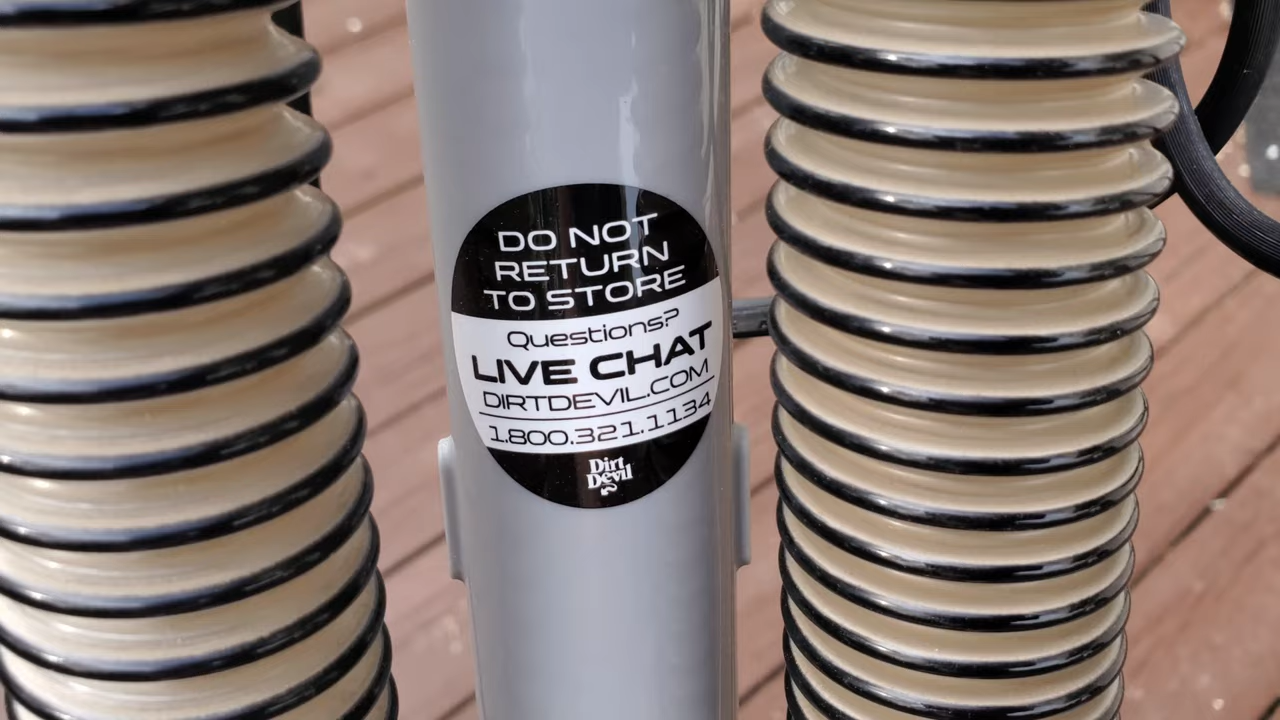 DO NOT
RETURN
TO STORE
Questions?
LIVE CHAT
DIRTDEVIL.COM
1.800.321.1134
Dirt
Devil